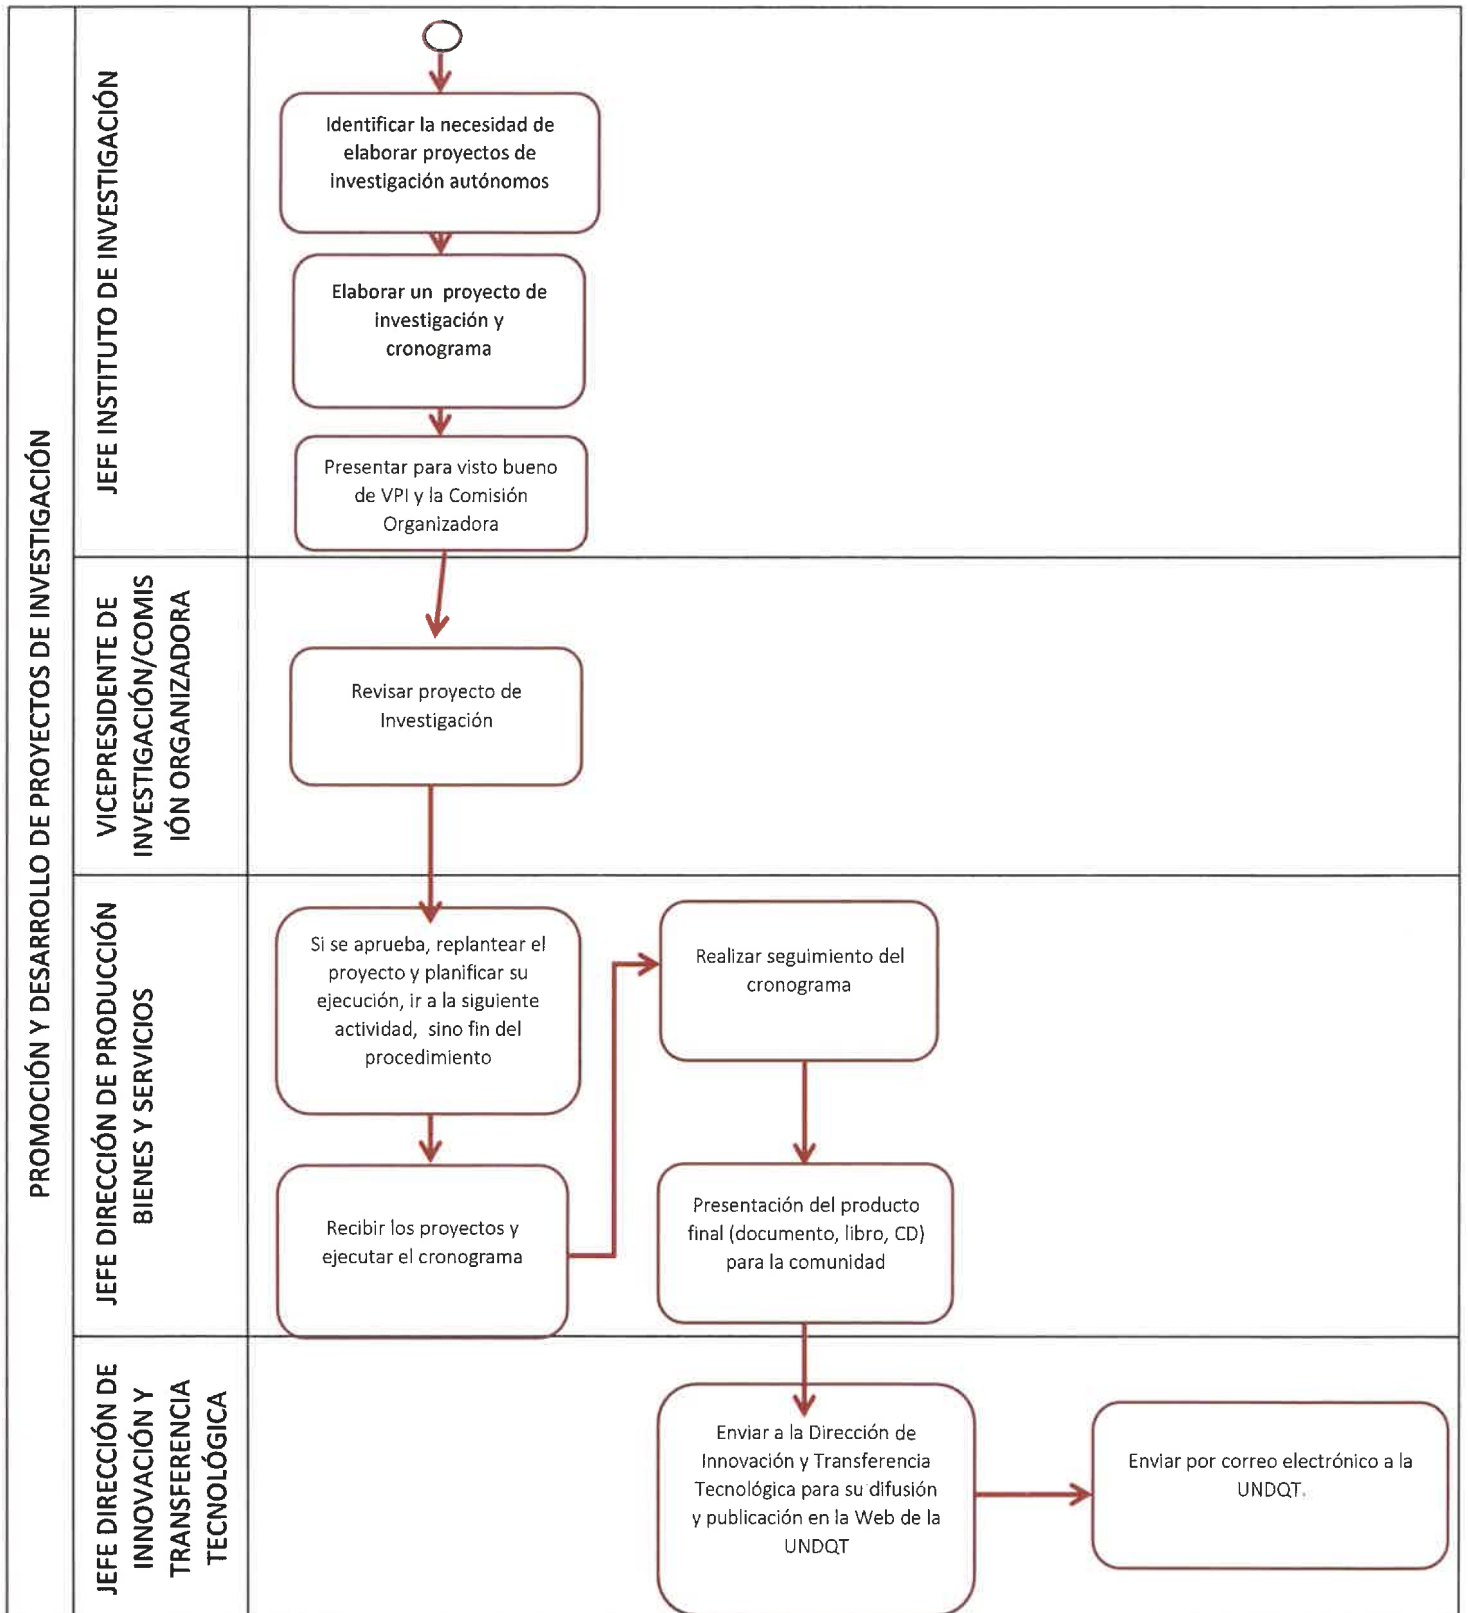 PROMOCIÓN Y DESARROLLO DE PROYECTOS DE INVESTIGACIÓN
JEFE INSTITUTO DE INVESTIGACIÓN
Identificar la necesidad de
elaborar proyectos de
investigación autónomos
Elaborar un proyecto de
investigación y
cronograma
Presentar para visto bueno
de VPI y la Comisión
Organizadora
VICEPRESIDENTE DE
INVESTIGACIÓN/COMIS
IÓN ORGANIZADORA
Revisar proyecto de
Investigación
JEFE DIRECCIÓN DE PRODUCCIÓN
BIENES Y SERVICIOS
Si se aprueba, replantear el
proyecto y planificar su
ejecución, ir a la siguiente
actividad, sino fin del
procedimiento
Recibir los proyectos y
ejecutar el cronograma
Realizar seguimiento del
cronograma
Presentación del producto
final (documento, libro, CD)
para la comunidad
JEFE DIRECCIÓN DE
INNOVACIÓN Y
TRANSFERENCIA
TECNOLÓGICA
Enviar a la Dirección de
Innovación y Transferencia
Tecnológica para su difusión
y publicación en la Web de la
UNDQT
Enviar por correo electrónico a la
UNDQT.